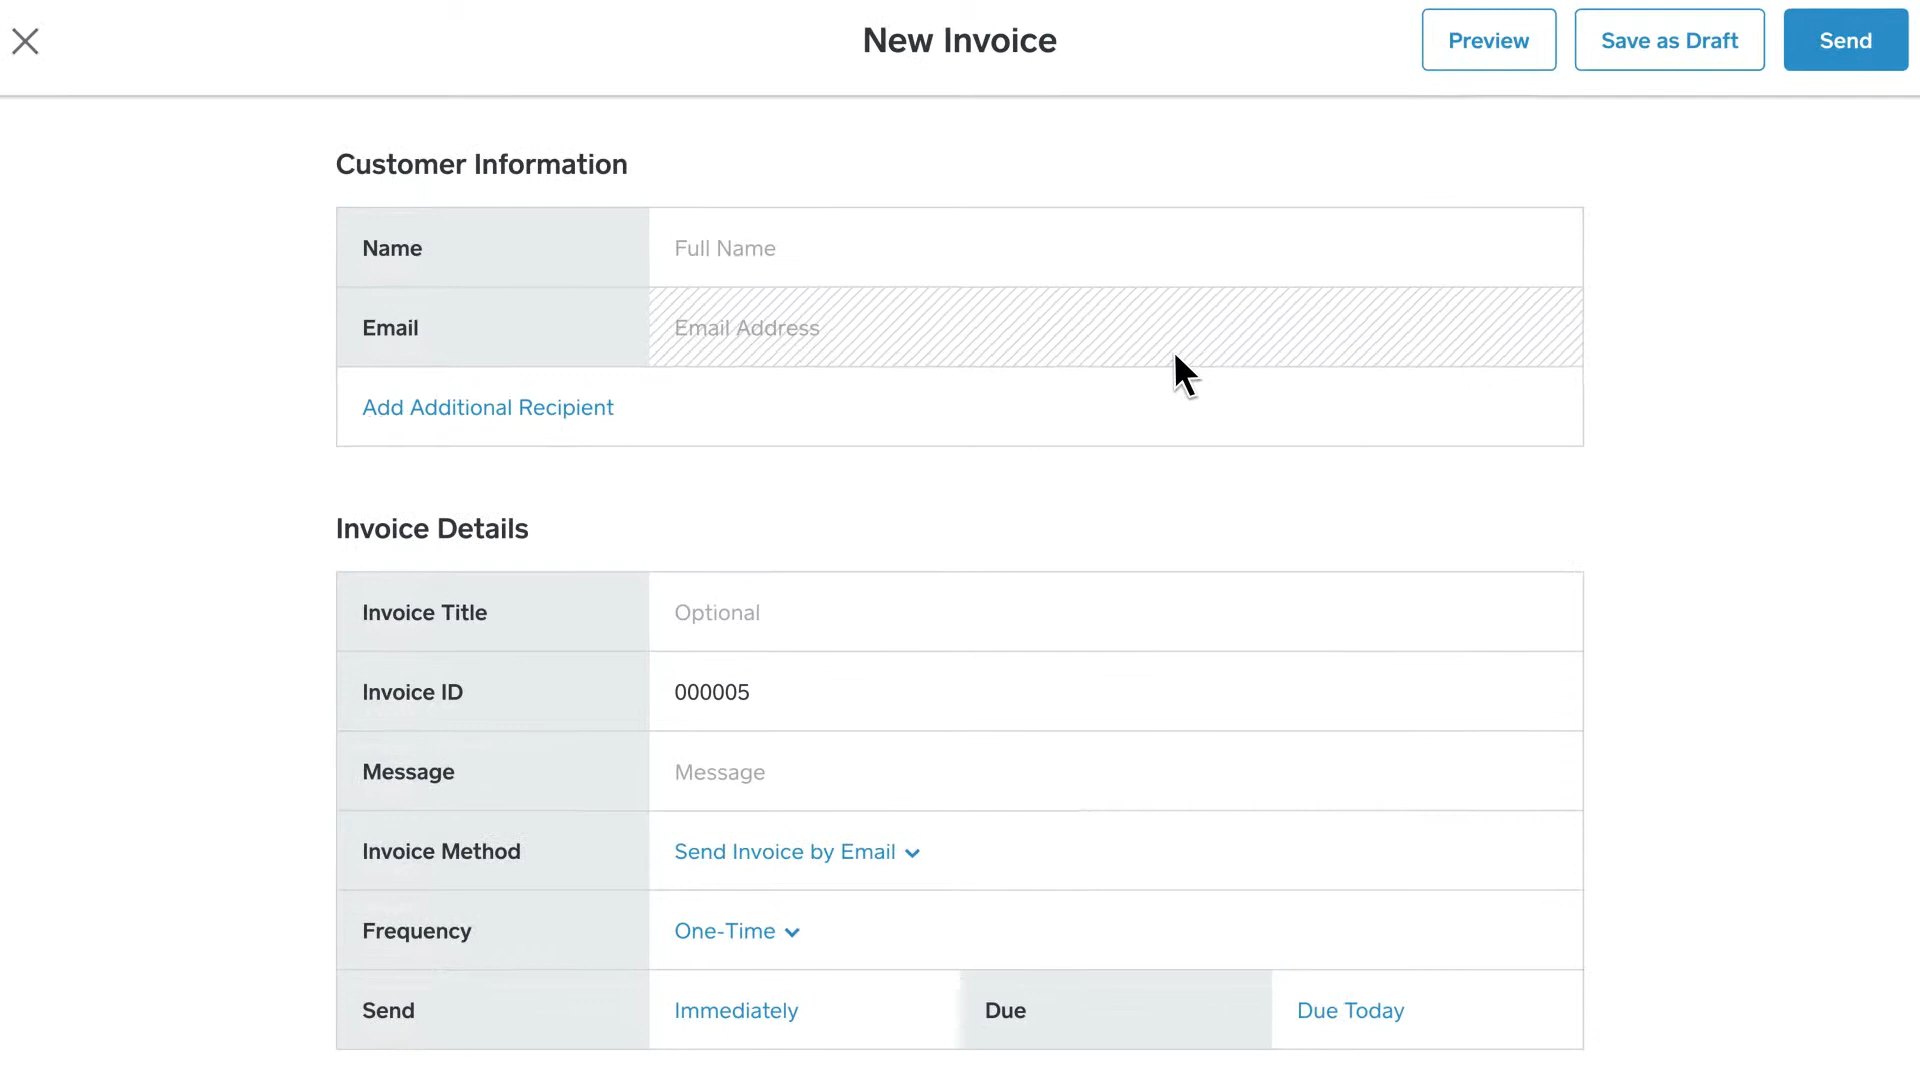 New Invoice
Preview
Save as Draft
Send
Customer Information
Name
Full Name
Email
Email Address
Add Additional Recipient
Invoice Details
Invoice Title
Optional
Invoice ID
000005
Message
Message
Invoice Method
Send Invoice by Email
Frequency
One-Time
Send
Immediately
Due
Due Today